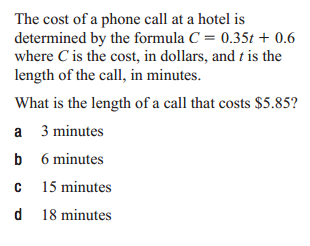 The cost of a phone call at a hotel is
determined by the formula C = 0.35t + 0.6
where C is the cost, in dollars, and t is the
length of the call, in minutes.
What is the length of a call that costs $5.85?
a 3 minutes
b 6 minutes
c 15 minutes
d 18 minutes